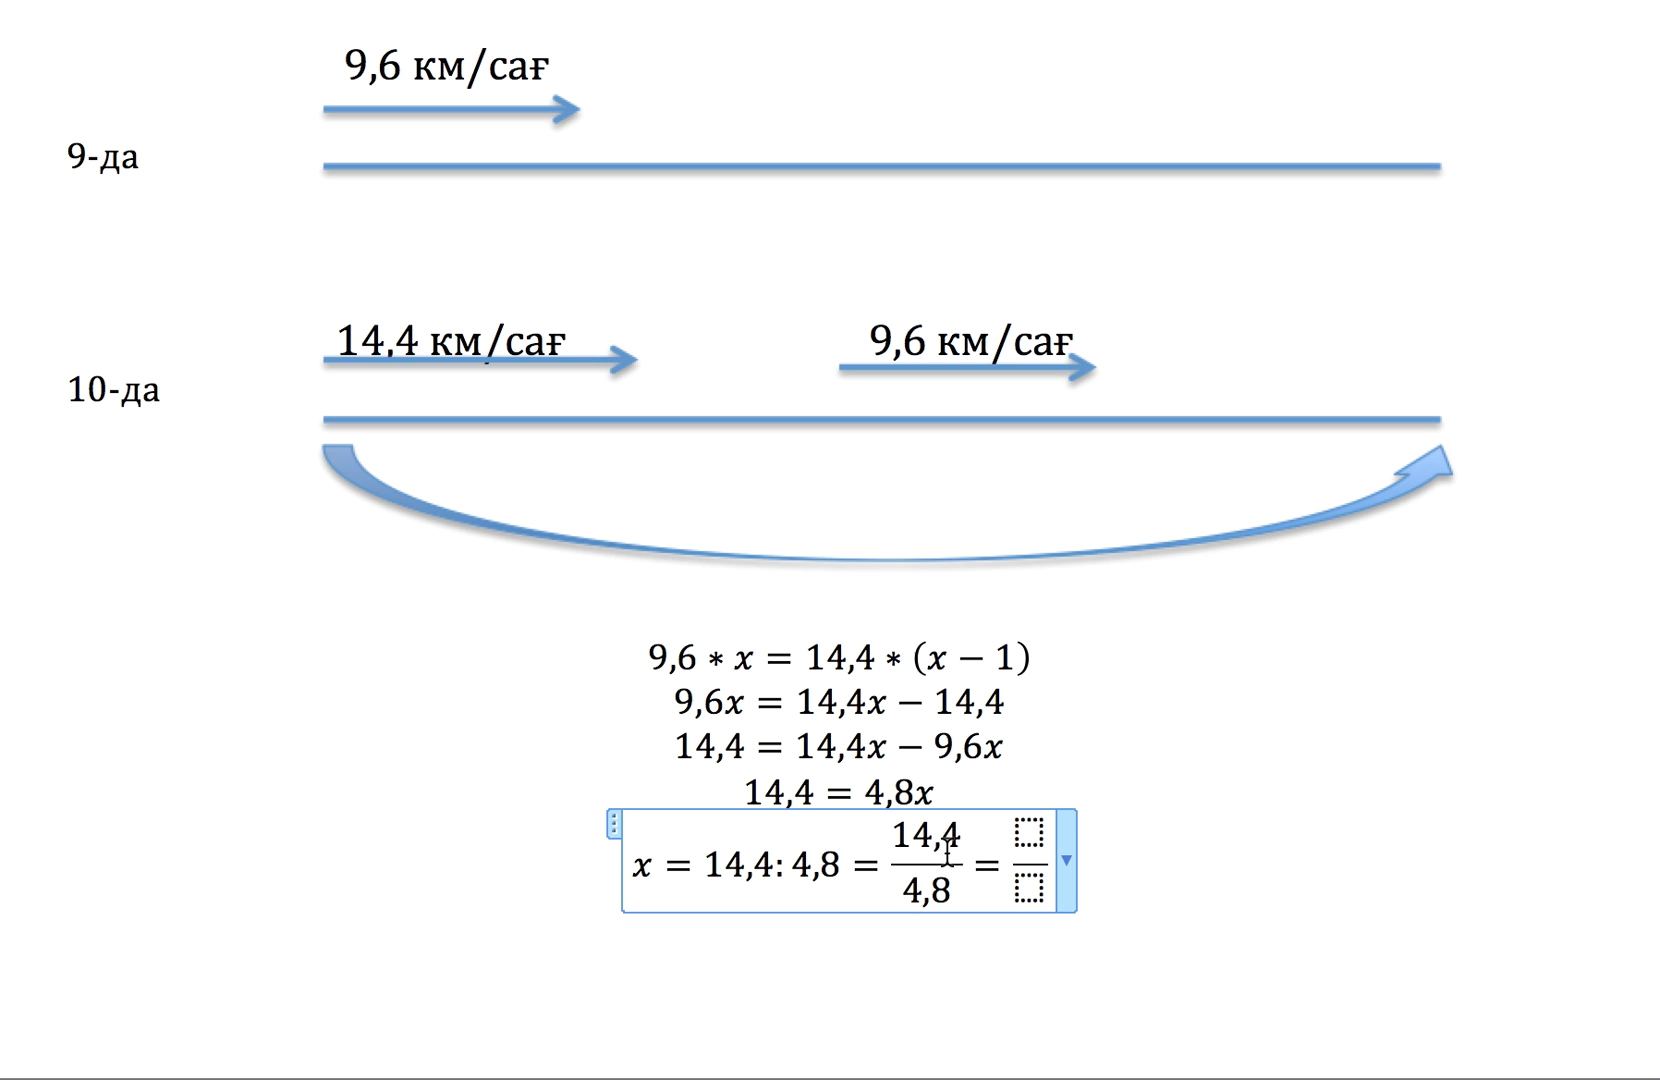 9,6 км/сағ
9-да
14,4 км/сағ
9,6 км/сағ
10-да
9,6 ∗ x = 14,4 ∗ (x − 1)
9,6x = 14,4x − 14,4
14,4 = 14,4x − 9,6x
14,4 = 4,8x
x = 14,4: 4,8 = 14,4/4,8 =